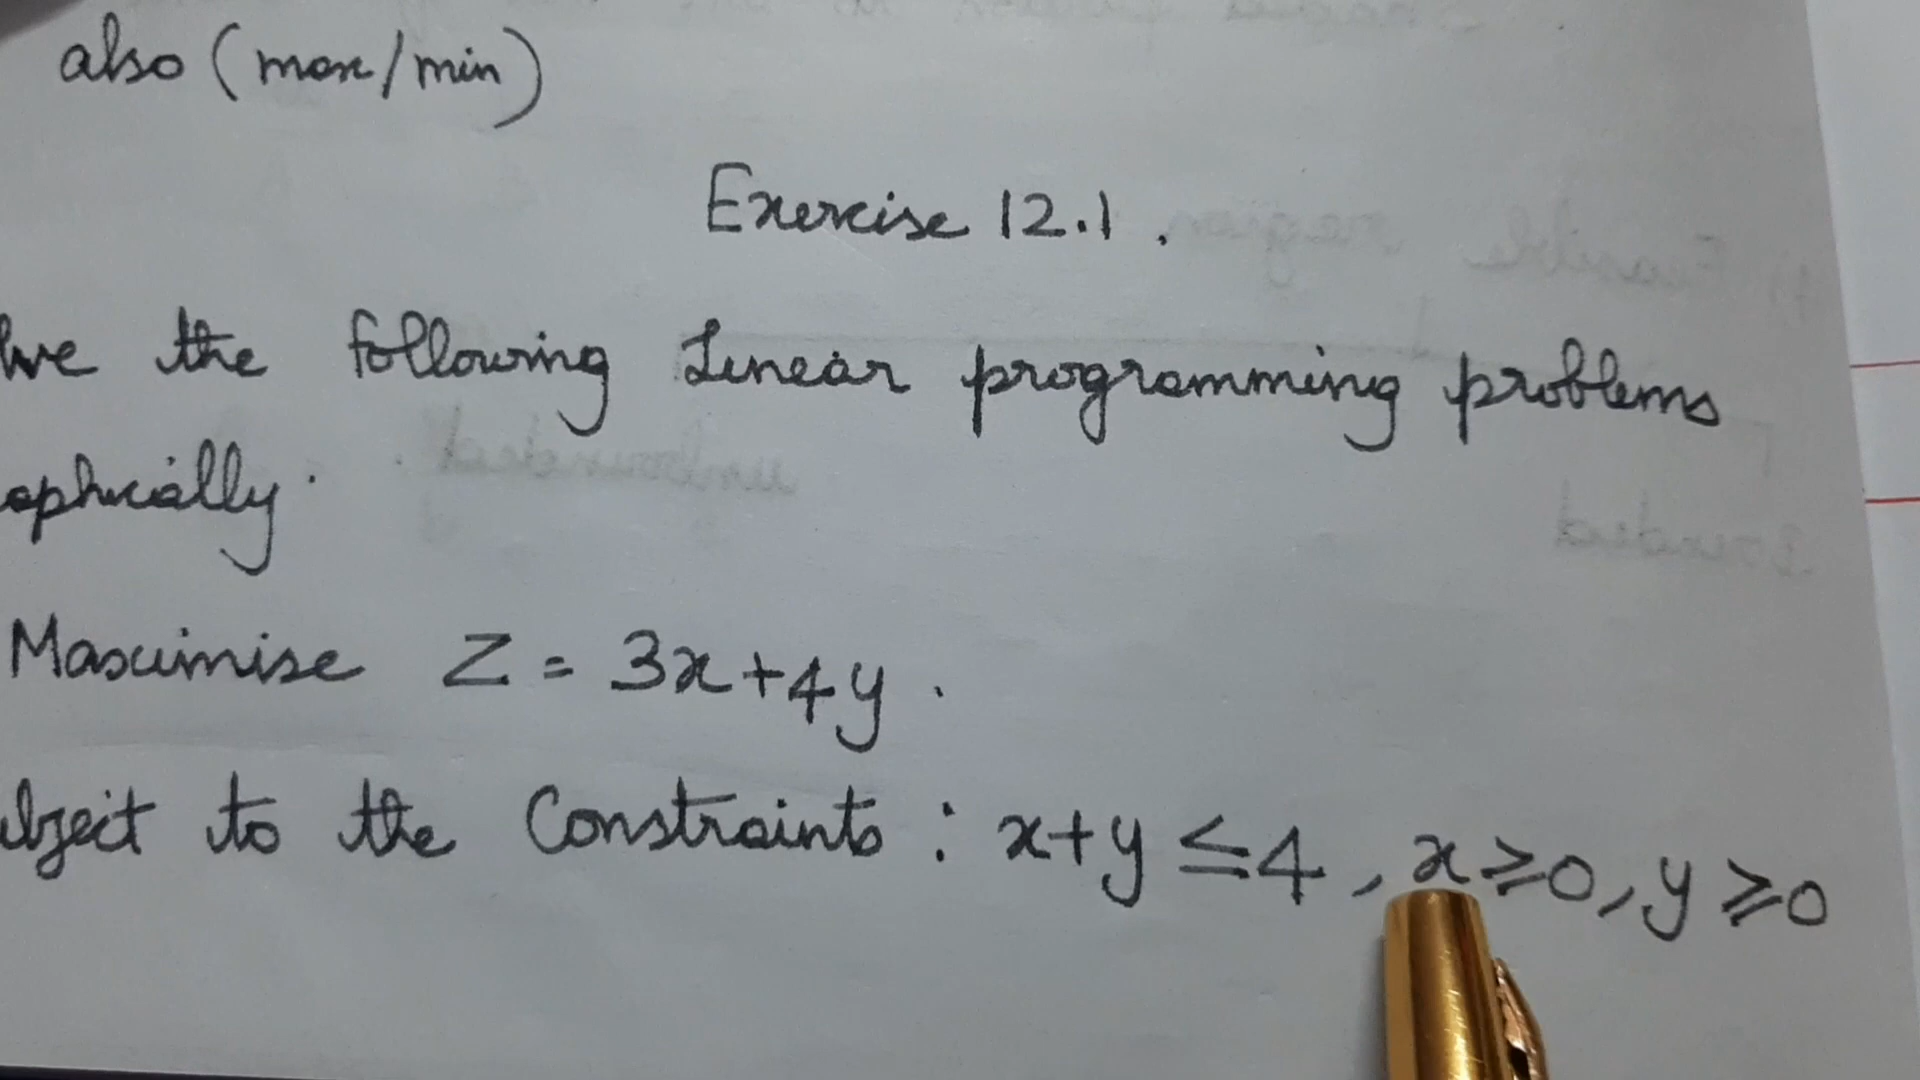 also (max/min)
Exercise 12.1.
lve the following Linear programming problems
aphically.
Maximise Z = 3x+4y.
ubject to the Constraints : x+y ≤ 4, x ≥ 0, y ≥ 0